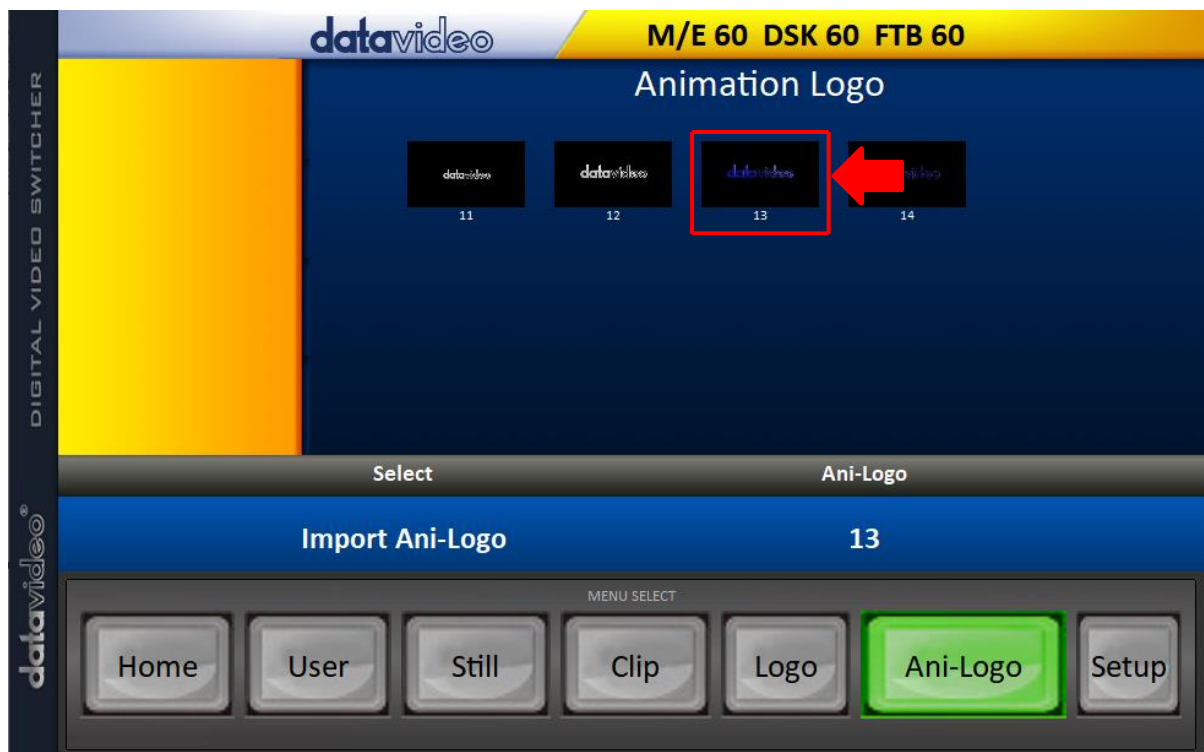 datavideo
M/E 60 DSK 60 FTB 60
DIGITAL VIDEO SWITCHER
datavideo®
Animation Logo
datavideo
datavideo
datavideo
11
12
13
14
Select
Ani-Logo
Import Ani-Logo
13
MENU SELECT
Home
User
Still
Clip
Logo
Ani-Logo
Setup